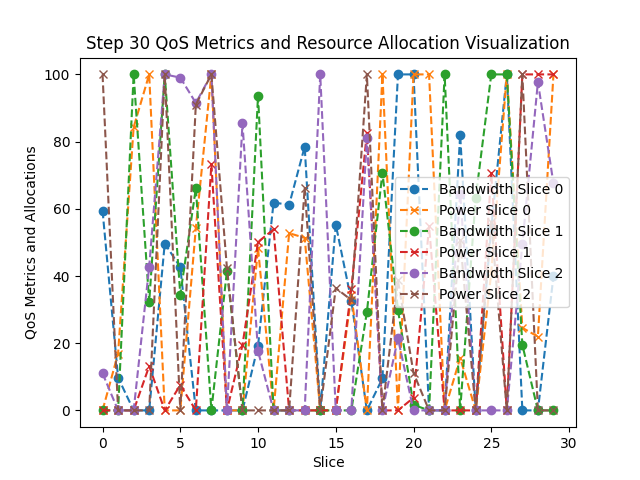 Step 30 QoS Metrics and Resource Allocation Visualization
100
80
60
40
20
0
QoS Metrics and Allocations
Bandwidth Slice 0
Power Slice 0
Bandwidth Slice 1
Power Slice 1
Bandwidth Slice 2
Power Slice 2
0 5 10 15 20 25 30
Slice